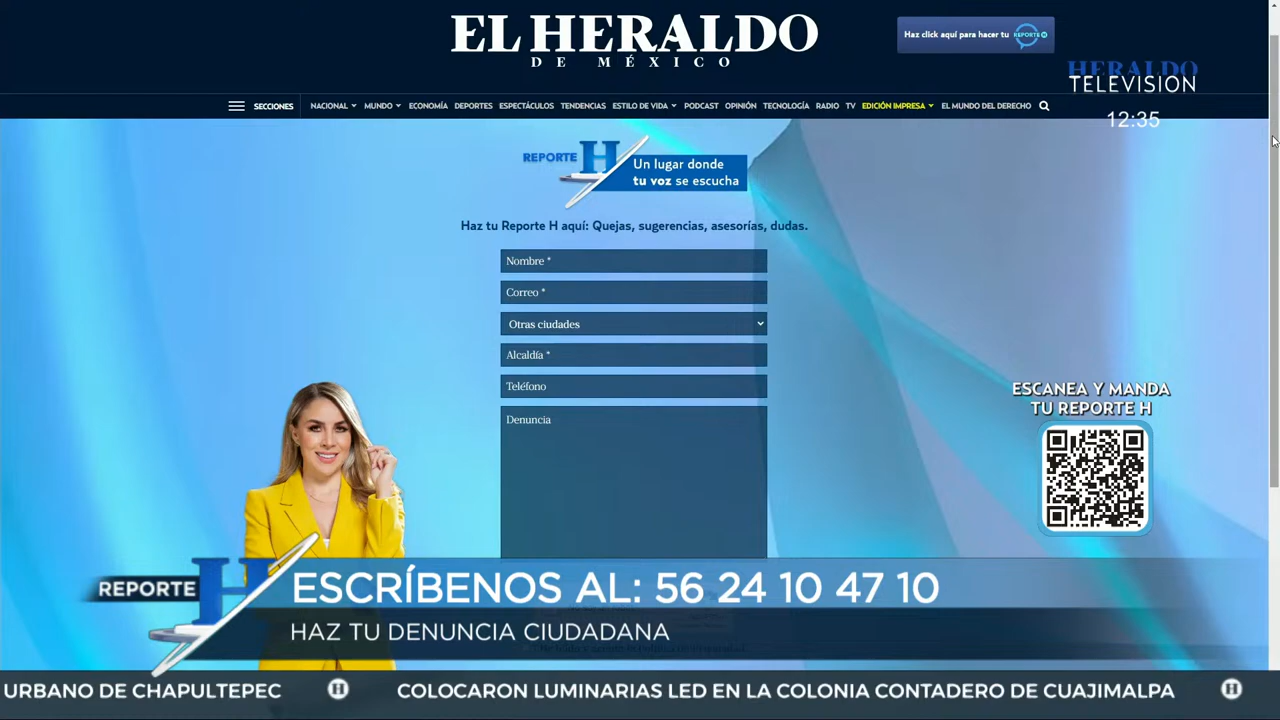 EL HERALDO
DE MÉXICO
Haz click aquí para hacer tu REPORTE H
HERALDO
TELEVISION
12:35
SECCIONES
NACIONAL MUNDO ECONOMÍA DEPORTES ESPECTÁCULOS TENDENCIAS ESTILO DE VIDA PODCAST OPINIÓN TECNOLOGÍA RADIO TV EDICIÓN IMPRESA EL MUNDO DEL DERECHO
REPORTE H
Un lugar donde
tu voz se escucha
Haz tu Reporte H aquí: Quejas, sugerencias, asesorías, dudas.
Nombre *
Correo *
Otras ciudades
Alcaldía *
Teléfono
Denuncia
ESCANEA Y MANDA
TU REPORTE H
REPORTE H
ESCRÍBENOS AL: 56 24 10 47 10
HAZ TU DENUNCIA CIUDADANA
URBANO DE CHAPULTEPEC H COLOCARON LUMINARIAS LED EN LA COLONIA CONTADERO DE CUAJIMALPA H